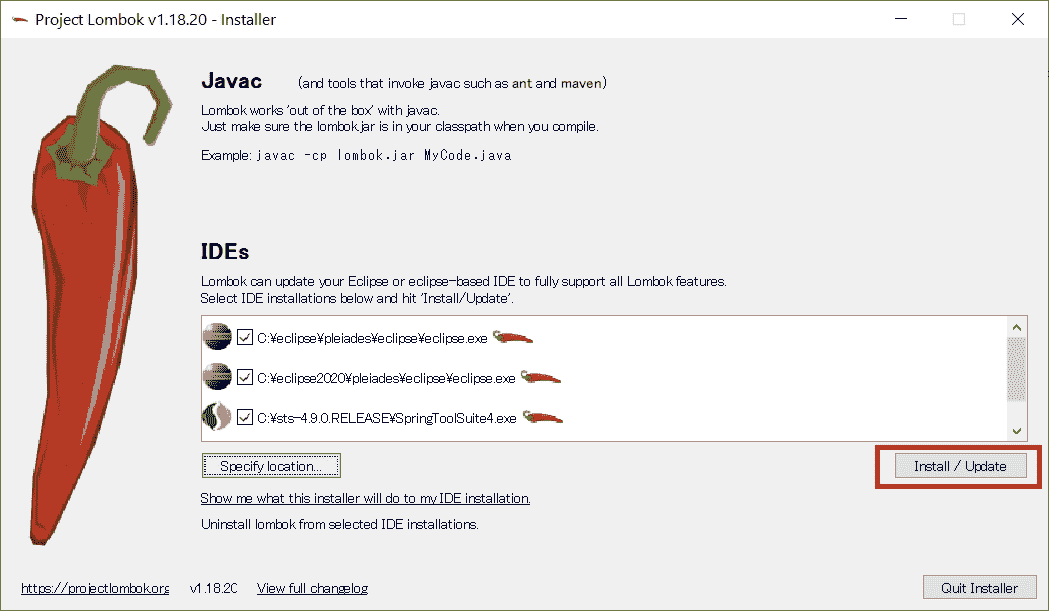 Project Lombok v1.18.20 - Installer
Javac (and tools that invoke javac such as ant and maven)
Lombok works 'out of the box' with javac.
Just make sure the lombok.jar is in your classpath when you compile.
Example: javac -cp lombok.jar MyCode.java
IDEs
Lombok can update your Eclipse or eclipse-based IDE to fully support all Lombok features.
Select IDE installations below and hit 'Install/Update'.
C:¥eclipse¥pleiades¥eclipse¥eclipse.exe
C:¥eclipse2020¥pleiades¥eclipse¥eclipse.exe
C:¥sts-4.9.0.RELEASE¥SpringToolSuite4.exe
Specify location... Install / Update
Show me what this installer will do to my IDE installation.
Uninstall lombok from selected IDE installations.
https://projectlombok.org v1.18.20 View full changelog Quit Installer